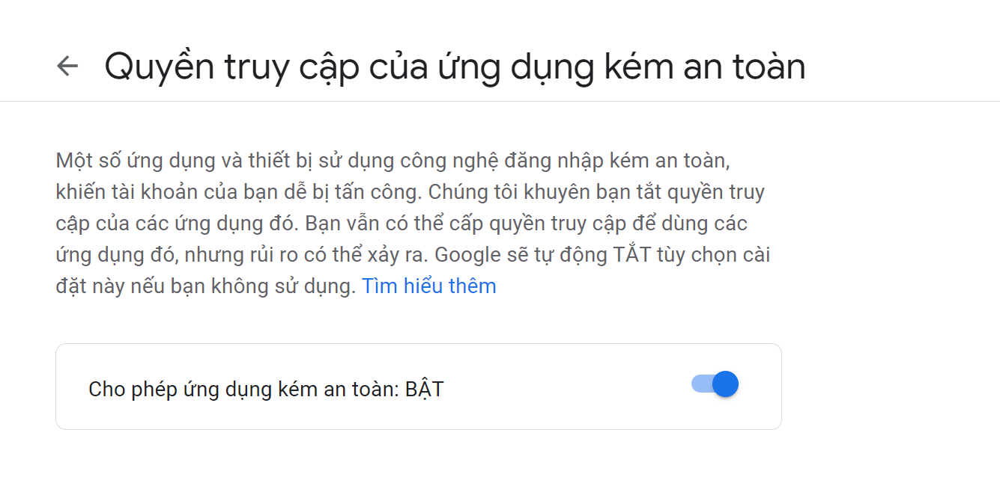 Quyền truy cập của ứng dụng kém an toàn
Một số ứng dụng và thiết bị sử dụng công nghệ đăng nhập kém an toàn,
khiến tài khoản của bạn dễ bị tấn công. Chúng tôi khuyên bạn tắt quyền truy
cập của các ứng dụng đó. Bạn vẫn có thể cấp quyền truy cập để dùng các
ứng dụng đó, nhưng rủi ro có thể xảy ra. Google sẽ tự động TẮT tùy chọn cài
đặt này nếu bạn không sử dụng. Tìm hiểu thêm
Cho phép ứng dụng kém an toàn: BẬT